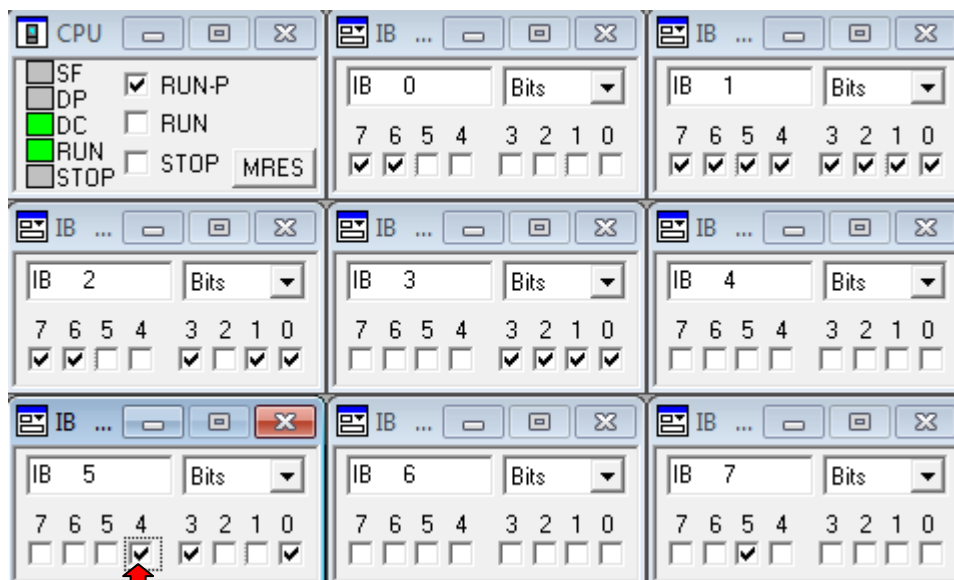 CPU
SF
DP
DC
RUN
STOP
RUN-P
RUN
STOP
MRES
IB ...
IB 0
Bits
7 6 5 4 3 2 1 0
IB ...
IB 1
Bits
7 6 5 4 3 2 1 0
IB ...
IB 2
Bits
7 6 5 4 3 2 1 0
IB ...
IB 3
Bits
7 6 5 4 3 2 1 0
IB ...
IB 4
Bits
7 6 5 4 3 2 1 0
IB ...
IB 5
Bits
7 6 5 4 3 2 1 0
IB ...
IB 6
Bits
7 6 5 4 3 2 1 0
IB ...
IB 7
Bits
7 6 5 4 3 2 1 0